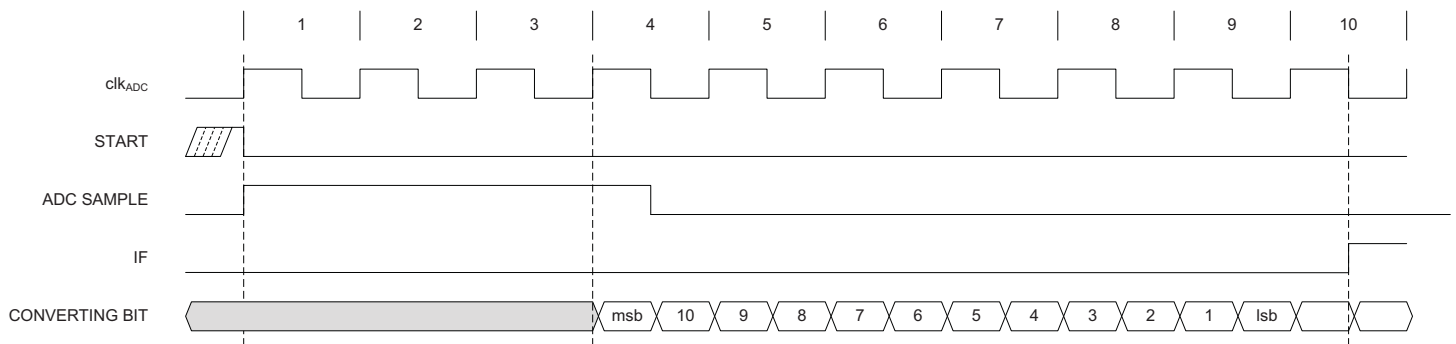 1 2 3 4 5 6 7 8 9 10
clkADC
START
ADC SAMPLE
IF
CONVERTING BIT msb 10 9 8 7 6 5 4 3 2 1 lsb